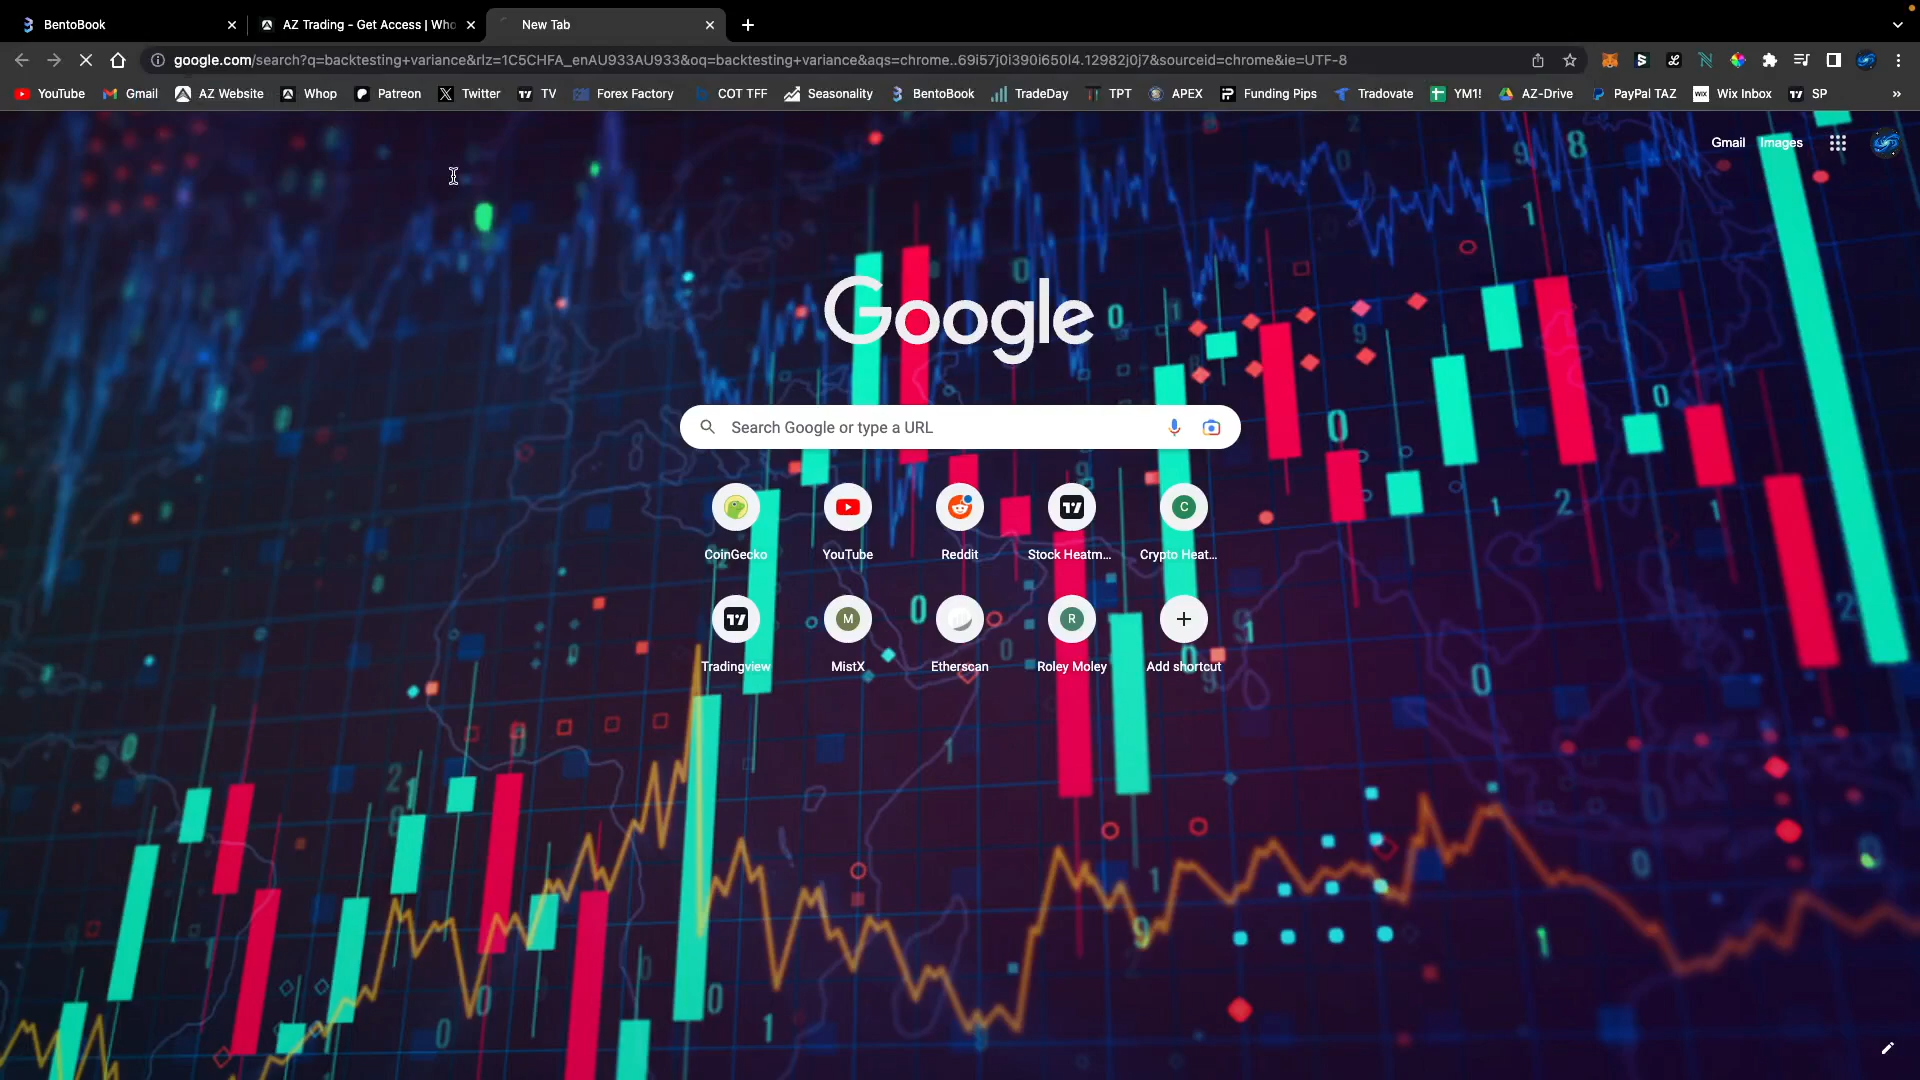 BentoBook
AZ Trading - Get Access | Who
New Tab
google.com/search?q=backtesting+variance&rlz=1C5CHFA_enAU933AU933&oq=backtesting+variance&aqs=chrome..69i57j0i390i650l4.12982j0j7&sourceid=chrome&ie=UTF-8
YouTube Gmail AZ Website Whop Patreon Twitter TV Forex Factory COT TFF Seasonality BentoBook TradeDay TPT APEX Funding Pips Tradovate YM1! AZ-Drive PayPal TAZ Wix Inbox SP
Gmail Images
Google
Search Google or type a URL
CoinGecko YouTube Reddit Stock Heatm... Crypto Heat...
M R
Tradingview MistX Etherscan Roley Moley Add shortcut